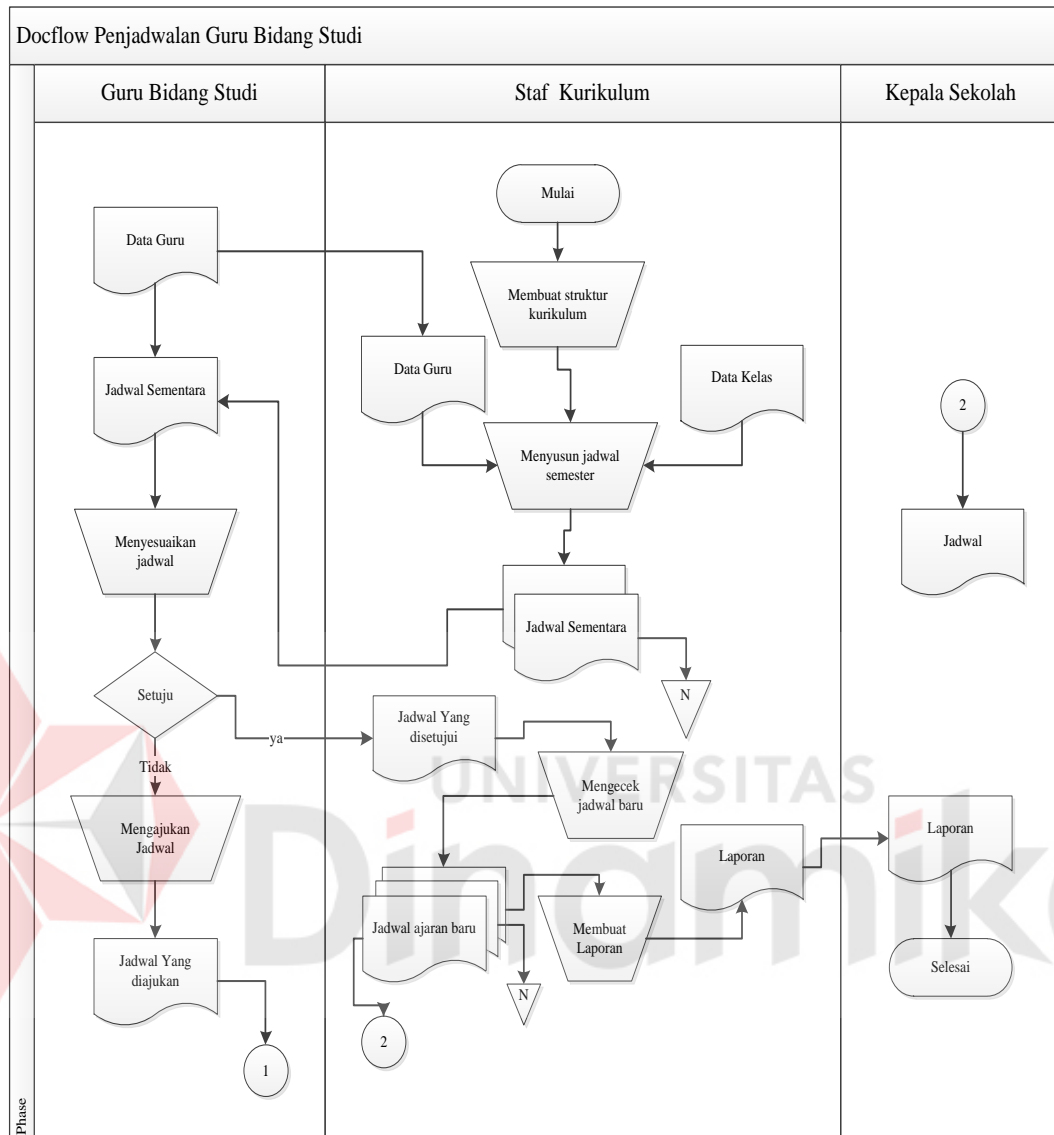 Docflow Penjadwalan Guru Bidang Studi
Guru Bidang Studi
Staf Kurikulum
Kepala Sekolah
Mulai
Data Guru
Membuat struktur
kurikulum
Data Guru
Data Kelas
Jadwal Sementara
2
Menyusun jadwal
semester
Menyesuaikan
jadwal
Jadwal
Jadwal Sementara
N
Setuju
ya
Jadwal Yang
disetujui
Tidak
UNIVERSITAS
Dinamika
Mengecek
jadwal baru
Mengajukan
Jadwal
Laporan
Laporan
Jadwal ajaran baru
Membuat
Laporan
Jadwal Yang
diajukan
Selesai
N
2
1
Phase